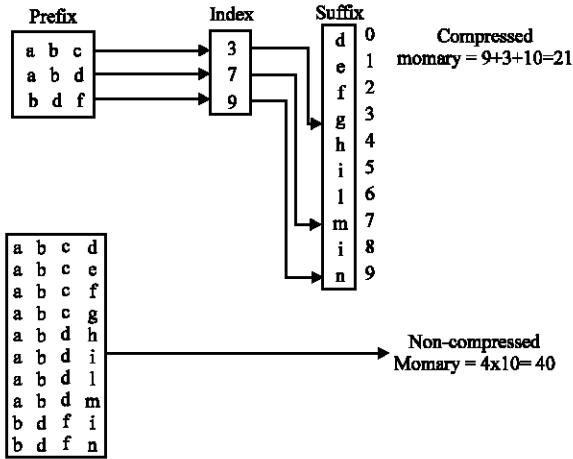 Prefix Index Suffix
a b c 3 d 0 Compressed
a b d 7 e 1 momary = 9+3+10=21
b d f 9 f 2
g 3
h 4
i 5
l 6
m 7
i 8
n 9
a b c d
a b c e
a b c f
a b c g
a b d h
a b d i
a b d l
a b d m
b d f i
b d f n
Non-compressed
Momary = 4x10= 40